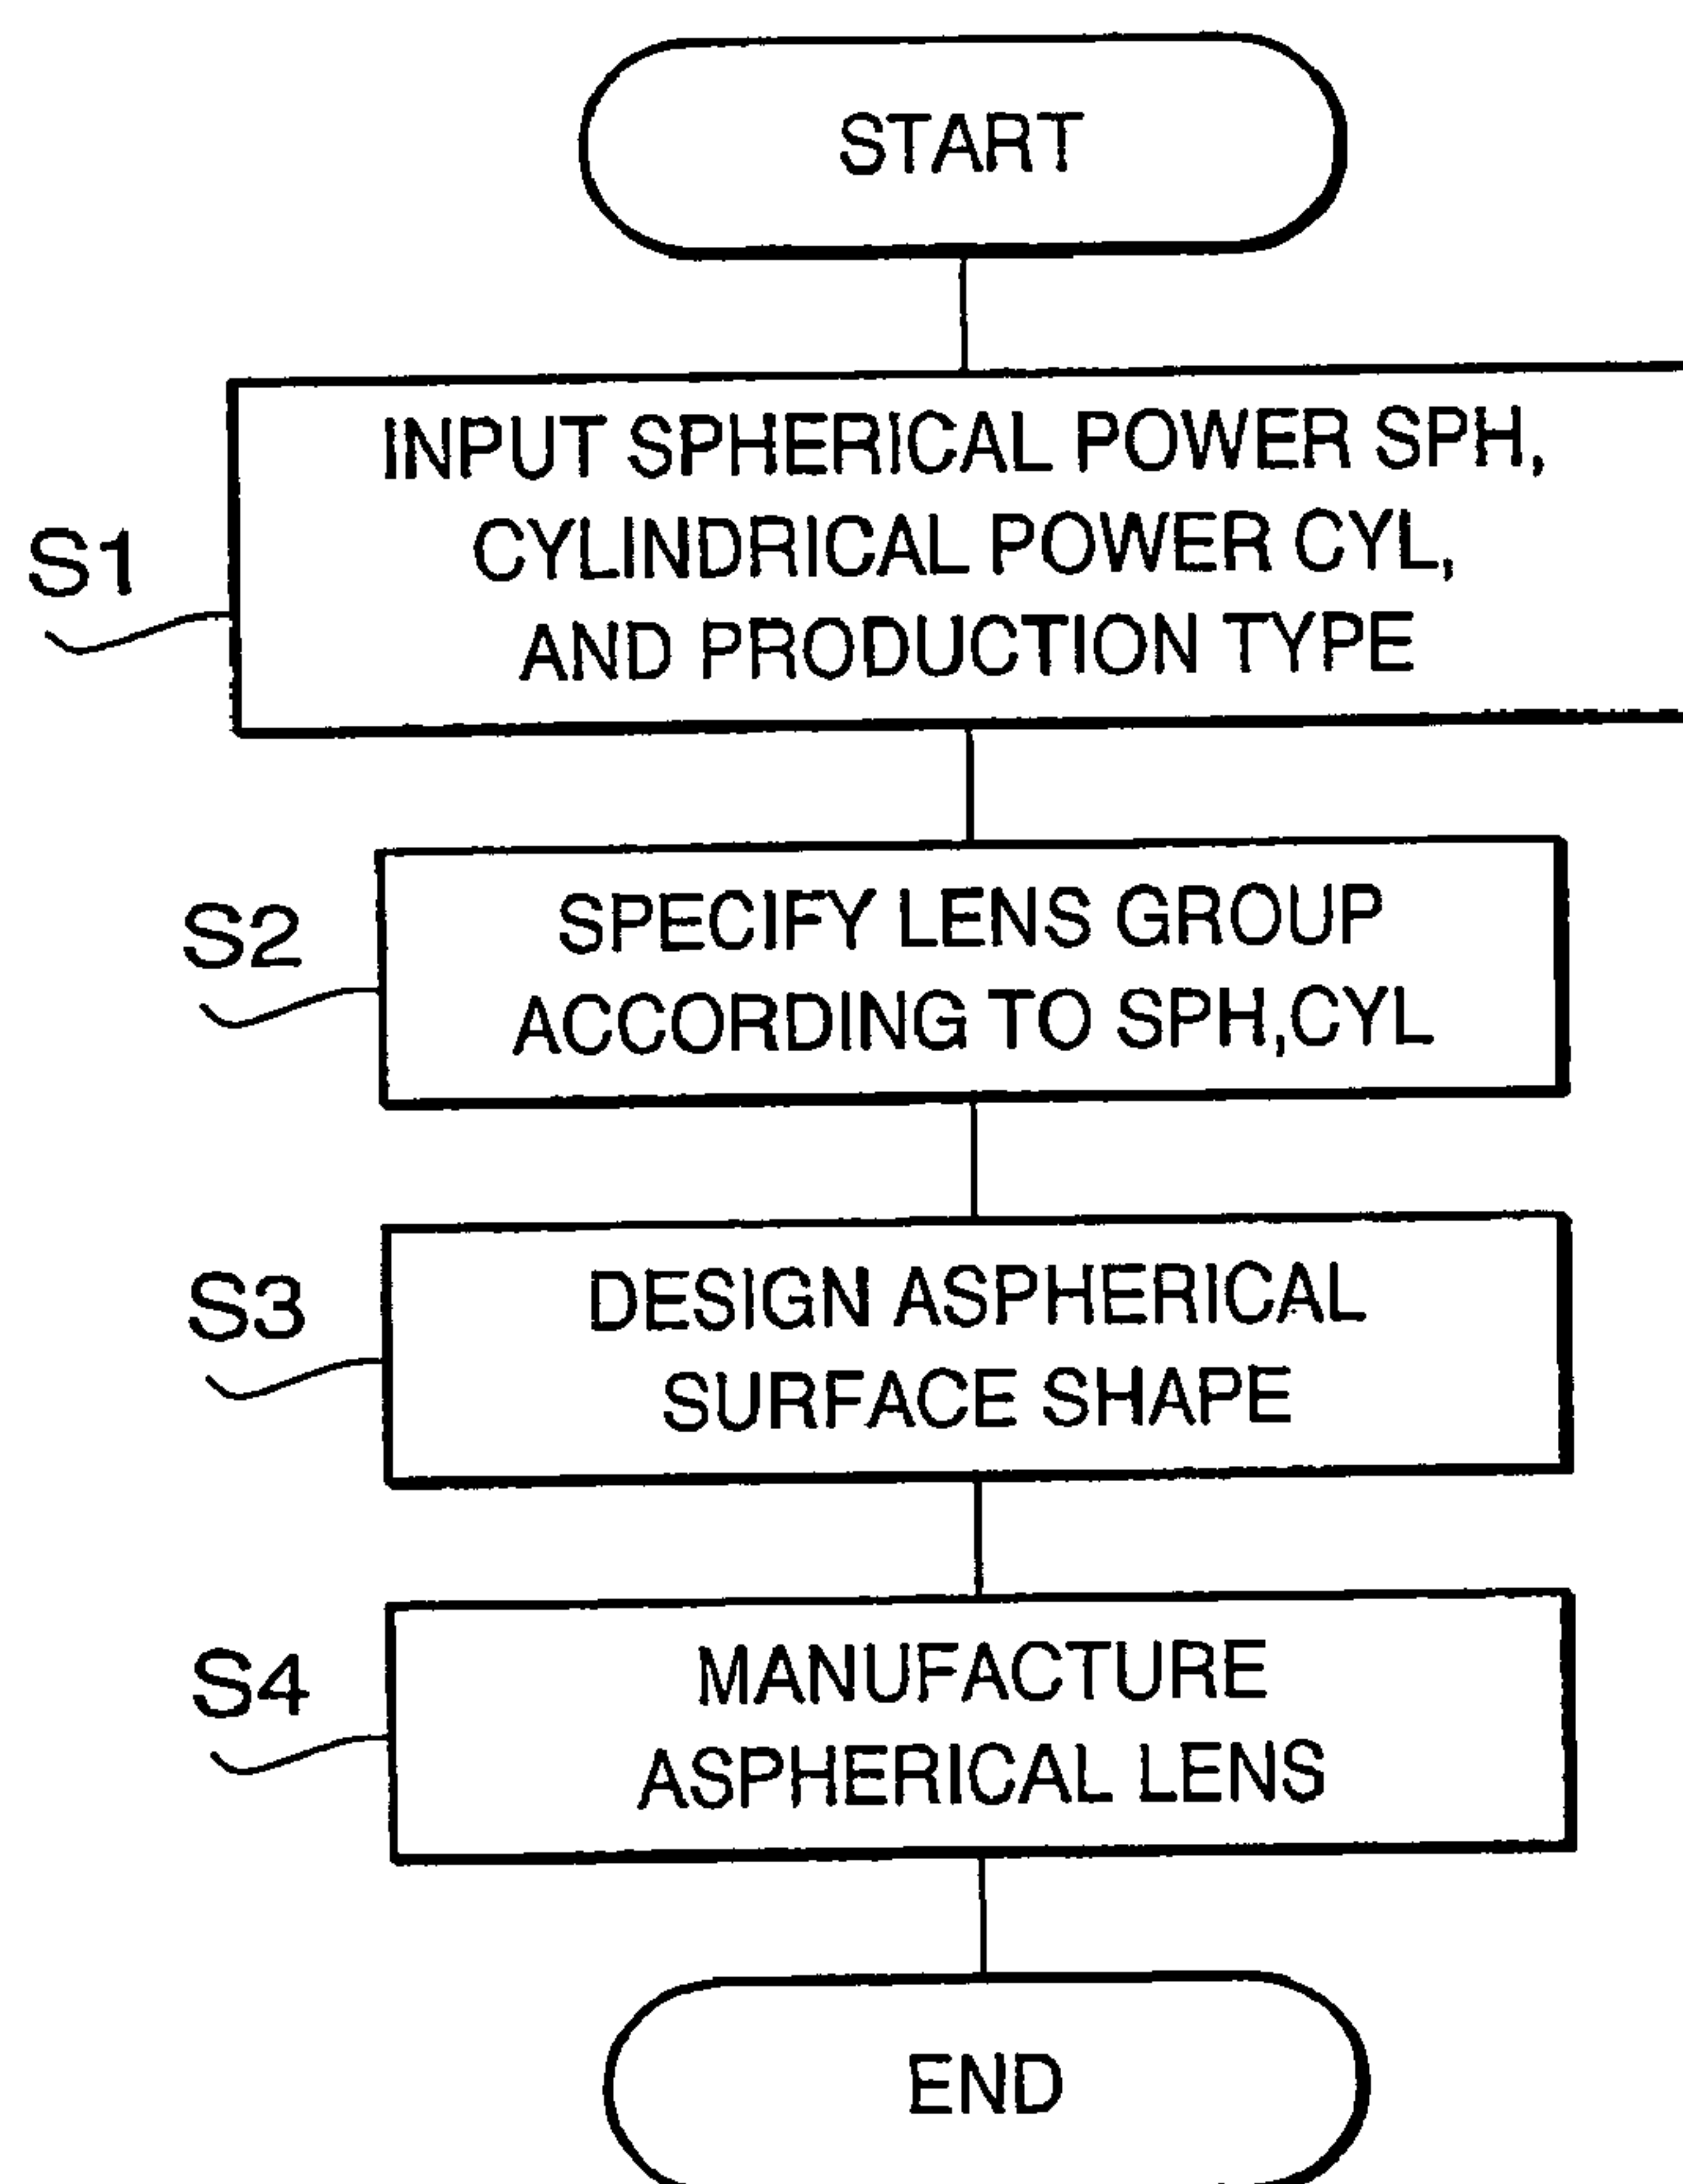 START
INPUT SPHERICAL POWER SPH,
CYLINDRICAL POWER CYL,
AND PRODUCTION TYPE
S1
SPECIFY LENS GROUP
ACCORDING TO SPH,CYL
S2
DESIGN ASPHERICAL
SURFACE SHAPE
S3
MANUFACTURE
ASPHERICAL LENS
S4
END